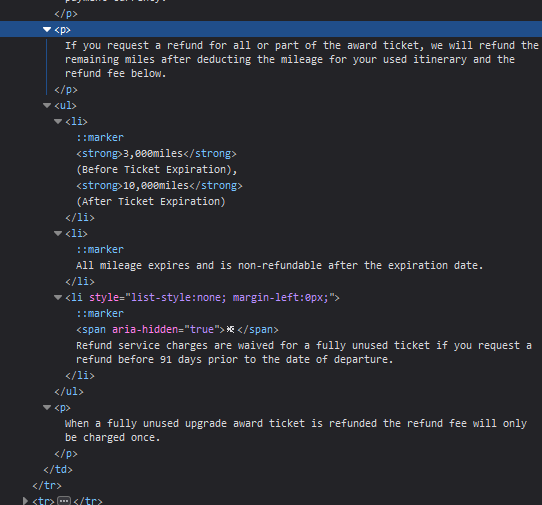 payment currency.
</p>
<p>
If you request a refund for all or part of the award ticket, we will refund the
remaining miles after deducting the mileage for your used itinerary and the
refund fee below.
</p>
<ul>
<li>
::marker
<strong>3,000miles</strong>
(Before Ticket Expiration),
<strong>10,000miles</strong>
(After Ticket Expiration)
</li>
<li>
::marker
All mileage expires and is non-refundable after the expiration date.
</li>
<li style="list-style:none; margin-left:0px;">
::marker
<span aria-hidden="true">※</span>
Refund service charges are waived for a fully unused ticket if you request a
refund before 91 days prior to the date of departure.
</li>
</ul>
<p>
When a fully unused upgrade award ticket is refunded the refund fee will only
be charged once.
</p>
</td>
</tr>
<tr>⋯</tr>